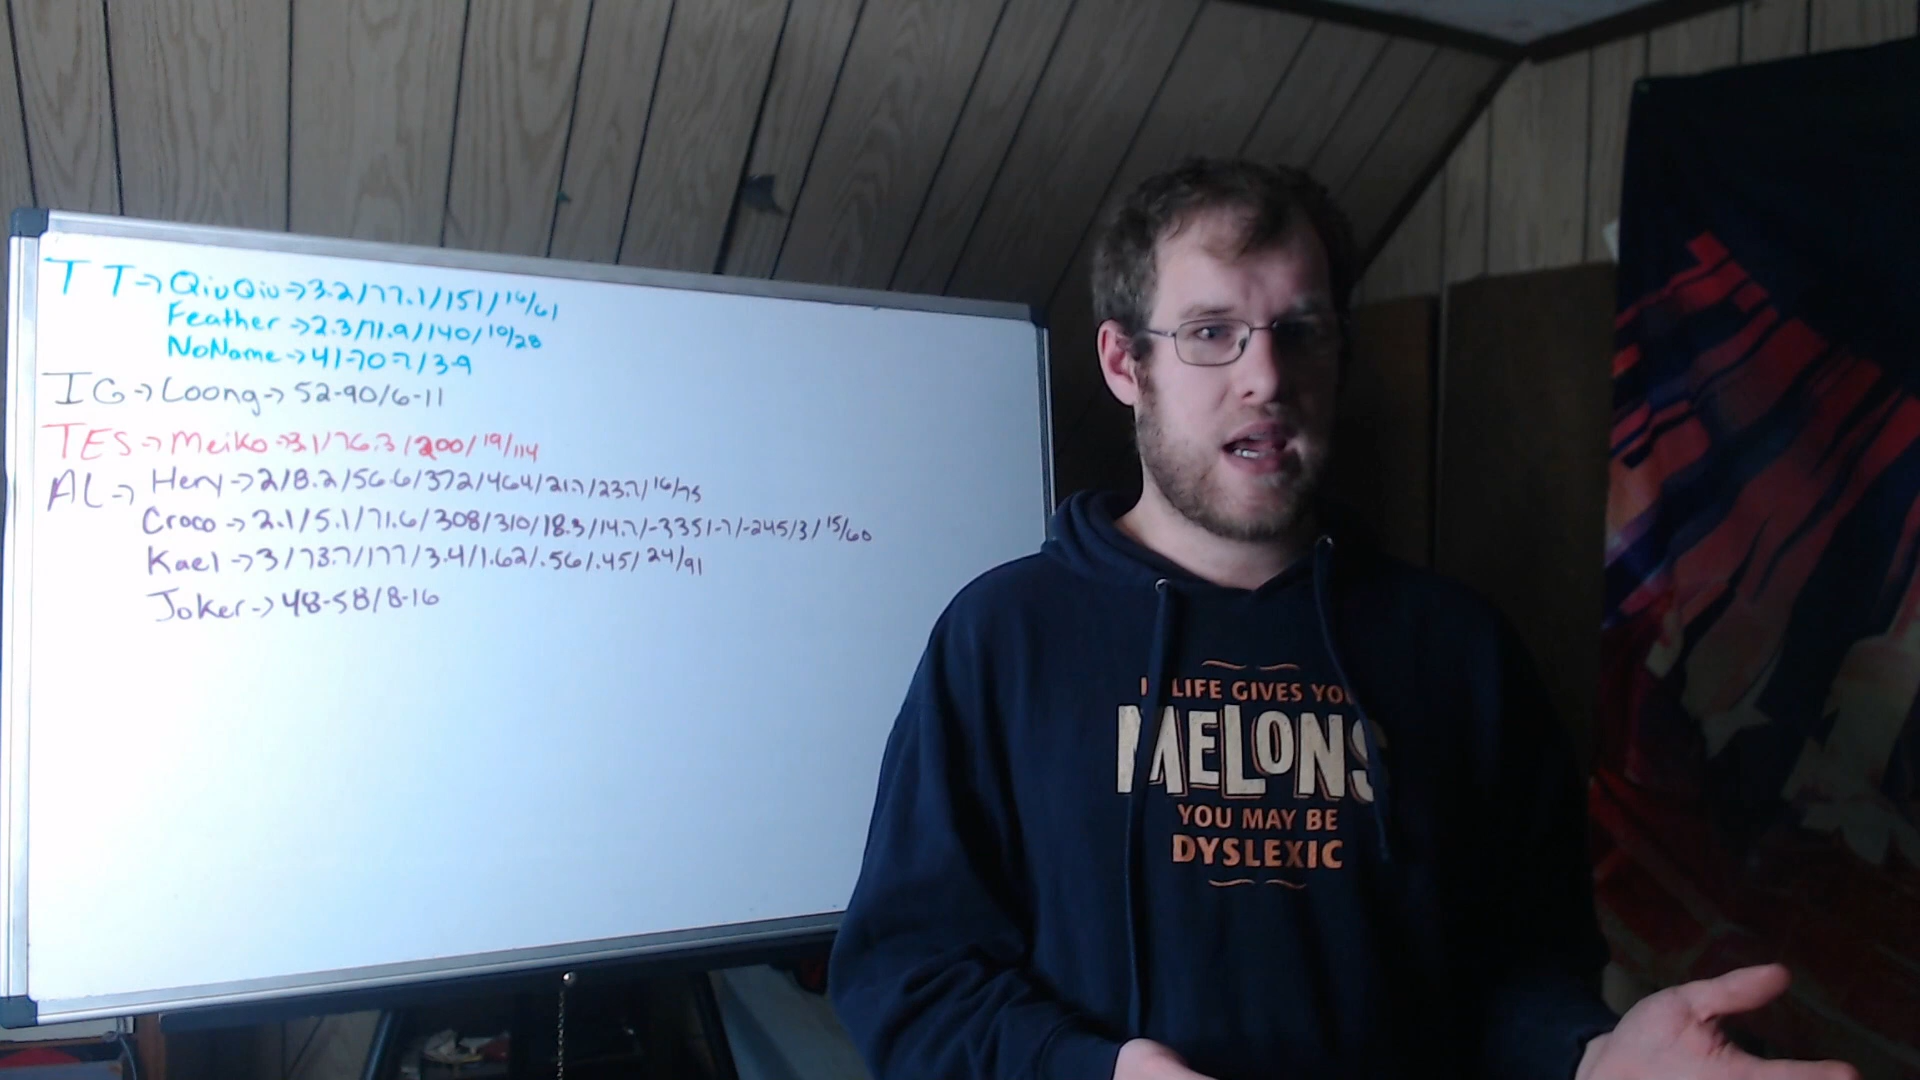 TT→QiuQiu→3.2/77.1/151/16/61
Feather→2.3/71.9/140/10/28
NoName→41-70-7/3-9
IG→Loong→52-90/6-11
TES→Meiko→3.1/76.3/200/19/114
AL→Hery→2/8.2/56.6/372/464/21.7/23.7/16/75
Croco→2.1/5.1/71.6/308/310/18.3/14.7/-335/-7/-245/3/15/60
Kael→3/73.7/177/3.4/1.62/.56/.45/24/91
Joker→48-58/8-16
LIFE GIVES YOU
MELONS
YOU MAY BE
DYSLEXIC